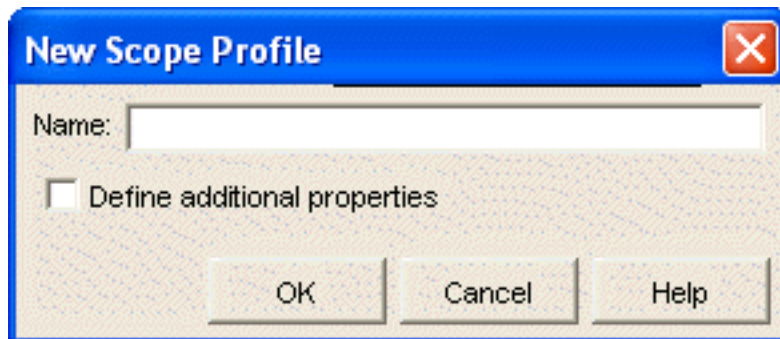 New Scope Profile
Name:
Define additional properties
OK Cancel Help